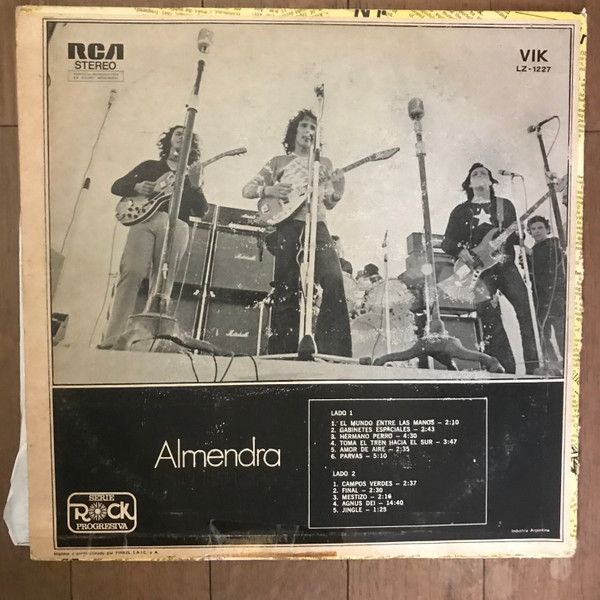 RCA
STEREO
VIK
LZ-1227
Marshall
Marshall
Almendra
LADO 1
1. EL MUNDO ENTRE LAS MANOS — 2:10
2. GABINETES ESPACIALES — 2:43
3. HERMANO PERRO — 4:30
4. TOMA EL TREN HACIA EL SUR — 3:47
5. AMOR DE AIRE — 2:35
6. PARVAS — 5:10
LADO 2
1. CAMPOS VERDES — 2:37
2. FINAL — 2:30
3. MESTIZO — 2:16
4. AGNUS DEI — 14:40
5. JINGLE — 1:25
SERIE
ROCK
PROGRESIVA
Industria Argentina